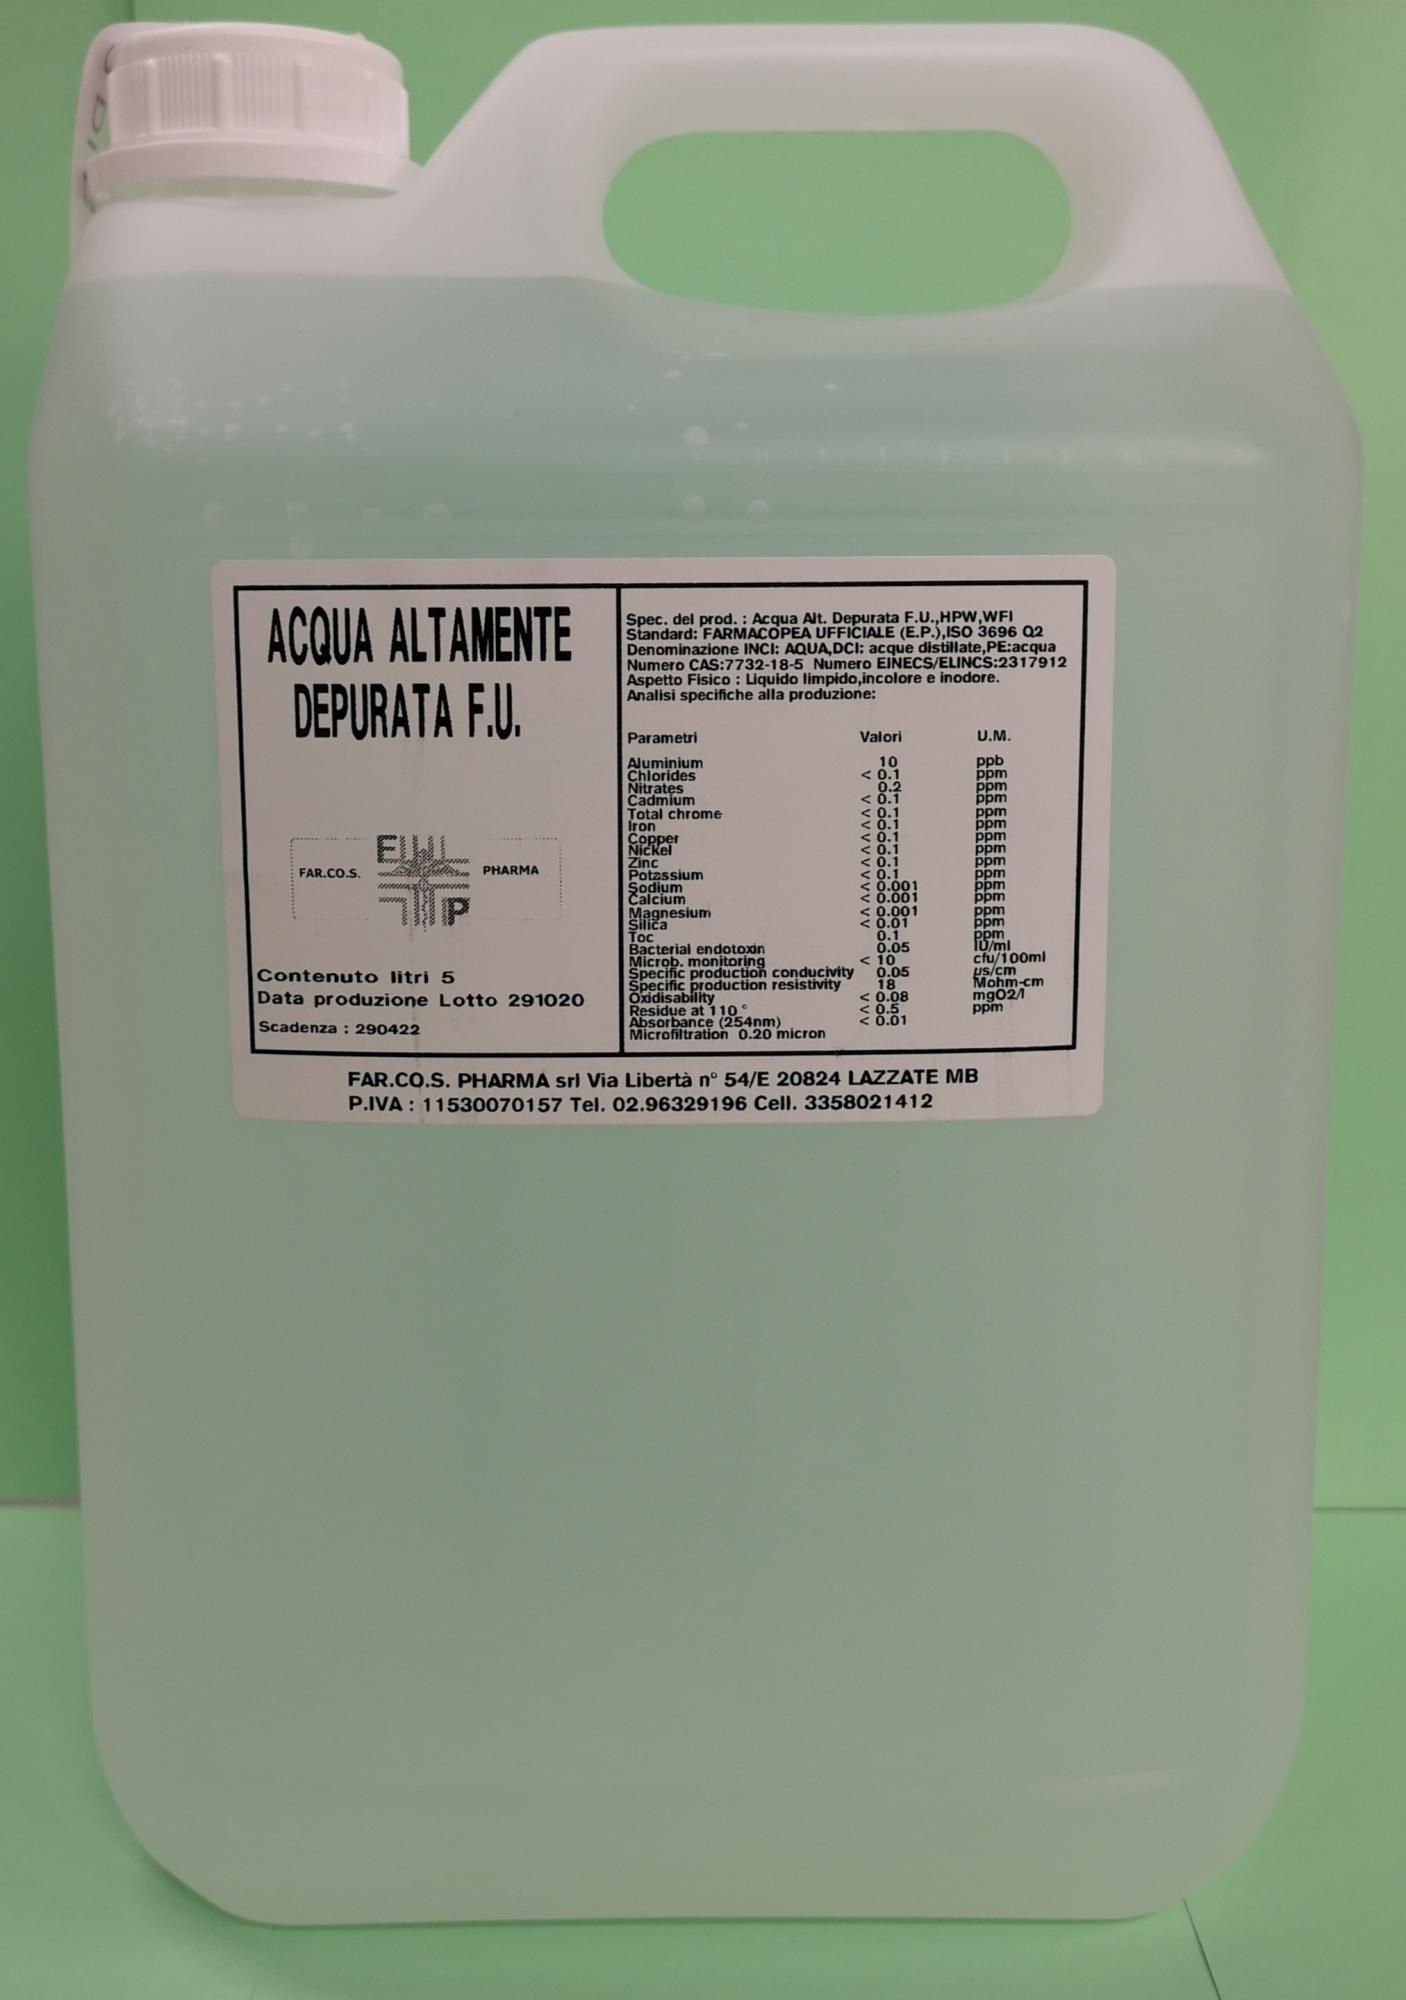 ACQUA ALTAMENTE
DEPURATA F.U.
FAR.CO.S.
PHARMA
P
Contenuto litri 5
Data produzione Lotto 291020
Scadenza : 290422
Spec. del prod. : Acqua Alt. Depurata F.U.,HPW,WFI
Standard: FARMACOPEA UFFICIALE (E.P.),ISO 3696 Q2
Denominazione INCI: AQUA,DCI: acque distillate,PE:acqua
Numero CAS:7732-18-5 Numero EINECS/ELINCS:2317912
Aspetto Fisico : Liquido limpido,incolore e inodore.
Analisi specifiche alla produzione:
Parametri Valori U.M.
Aluminium 10 ppb
Chlorides < 0.1 ppm
Nitrates 0.2 ppm
Cadmium < 0.1 ppm
Total chrome < 0.1 ppm
Iron < 0.1 ppm
Copper < 0.1 ppm
Nickel < 0.1 ppm
Zinc < 0.1 ppm
Potassium < 0.1 ppm
Sodium < 0.001 ppm
Calcium < 0.001 ppm
Magnesium < 0.001 ppm
Silica < 0.01 ppm
Toc 0.1 ppm
Bacterial endotoxin 0.05 IU/ml
Microb. monitoring < 10 cfu/100ml
Specific production conducivity 0.05 µs/cm
Specific production resistivity 18 Mohm-cm
Oxidisability < 0.08 mgO2/l
Residue at 110 ° < 0.5 ppm
Absorbance (254nm) < 0.01
Microfiltration 0.20 micron
FAR.CO.S. PHARMA srl Via Libertà n° 54/E 20824 LAZZATE MB
P.IVA : 11530070157 Tel. 02.96329196 Cell. 3358021412